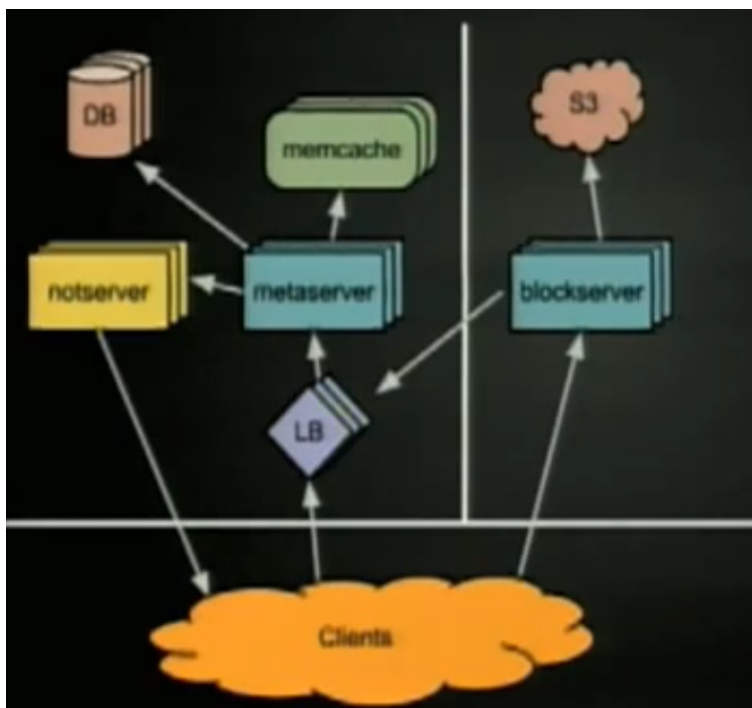 DB
S3
memcache
notserver
metaserver
blockserver
LB
Clients